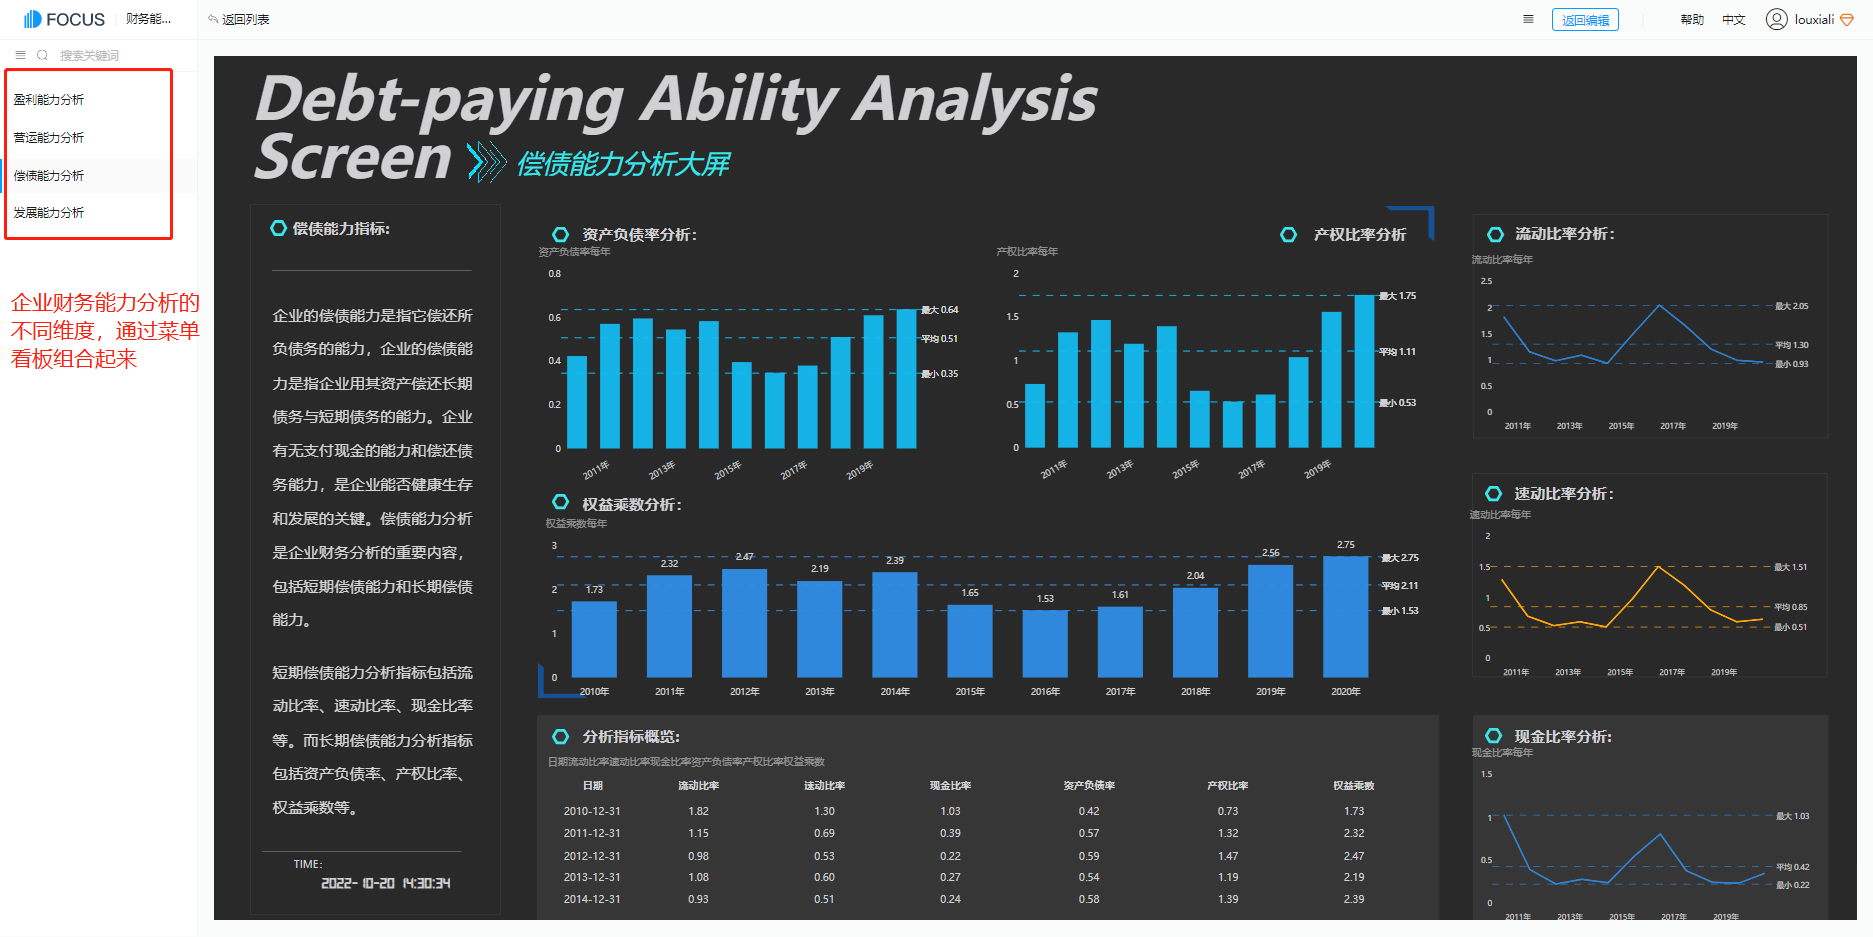 FOCUS
财务能...
返回列表
返回编辑
帮助
中文
louxiali
搜索关键词
盈利能力分析
营运能力分析
偿债能力分析
发展能力分析
企业财务能力分析的
不同维度，通过菜单
看板组合起来
Debt-paying Ability Analysis
Screen
偿债能力分析大屏
偿债能力指标:
企业的偿债能力是指它偿还所
负债务的能力，企业的偿债能
力是指企业用其资产偿还长期
债务与短期债务的能力。企业
有无支付现金的能力和偿还债
务能力，是企业能否健康生存
和发展的关键。偿债能力分析
是企业财务分析的重要内容，
包括短期偿债能力和长期偿债
能力。
短期偿债能力分析指标包括流
动比率、速动比率、现金比率
等。而长期偿债能力分析指标
包括资产负债率、产权比率、
权益乘数等。
TIME:
2022-10-20 14:30:34
资产负债率分析:
资产负债率每年
0.8
0.6
0.4
0.2
0
最大 0.64
平均 0.51
最小 0.35
2011年 2013年 2015年 2017年 2019年
产权比率分析
产权比率每年
2
1.5
1
0.5
0
最大 1.75
平均 1.11
最小 0.53
2011年 2013年 2015年 2017年 2019年
权益乘数分析:
权益乘数每年
3
2
1
0
1.73 2.32 2.47 2.19 2.39 1.65 1.53 1.61 2.04 2.56 2.75
最大 2.75
平均 2.11
最小 1.53
2010年 2011年 2012年 2013年 2014年 2015年 2016年 2017年 2018年 2019年 2020年
分析指标概览:
日期流动比率速动比率现金比率资产负债率产权比率权益乘数
日期 流动比率 速动比率 现金比率 资产负债率 产权比率 权益乘数
2010-12-31 1.82 1.30 1.03 0.42 0.73 1.73
2011-12-31 1.15 0.69 0.39 0.57 1.32 2.32
2012-12-31 0.98 0.53 0.22 0.59 1.47 2.47
2013-12-31 1.08 0.60 0.27 0.54 1.19 2.19
2014-12-31 0.93 0.51 0.24 0.58 1.39 2.39
流动比率分析:
流动比率每年
2.5
2
1.5
1
0.5
0
最大 2.05
平均 1.30
最小 0.93
2011年 2013年 2015年 2017年 2019年
速动比率分析:
速动比率每年
2
1.5
1
0.5
0
最大 1.51
平均 0.85
最小 0.51
2011年 2013年 2015年 2017年 2019年
现金比率分析:
现金比率每年
1.5
1
0.5
0
最大 1.03
平均 0.42
最小 0.22
2011年 2013年 2015年 2017年 2019年